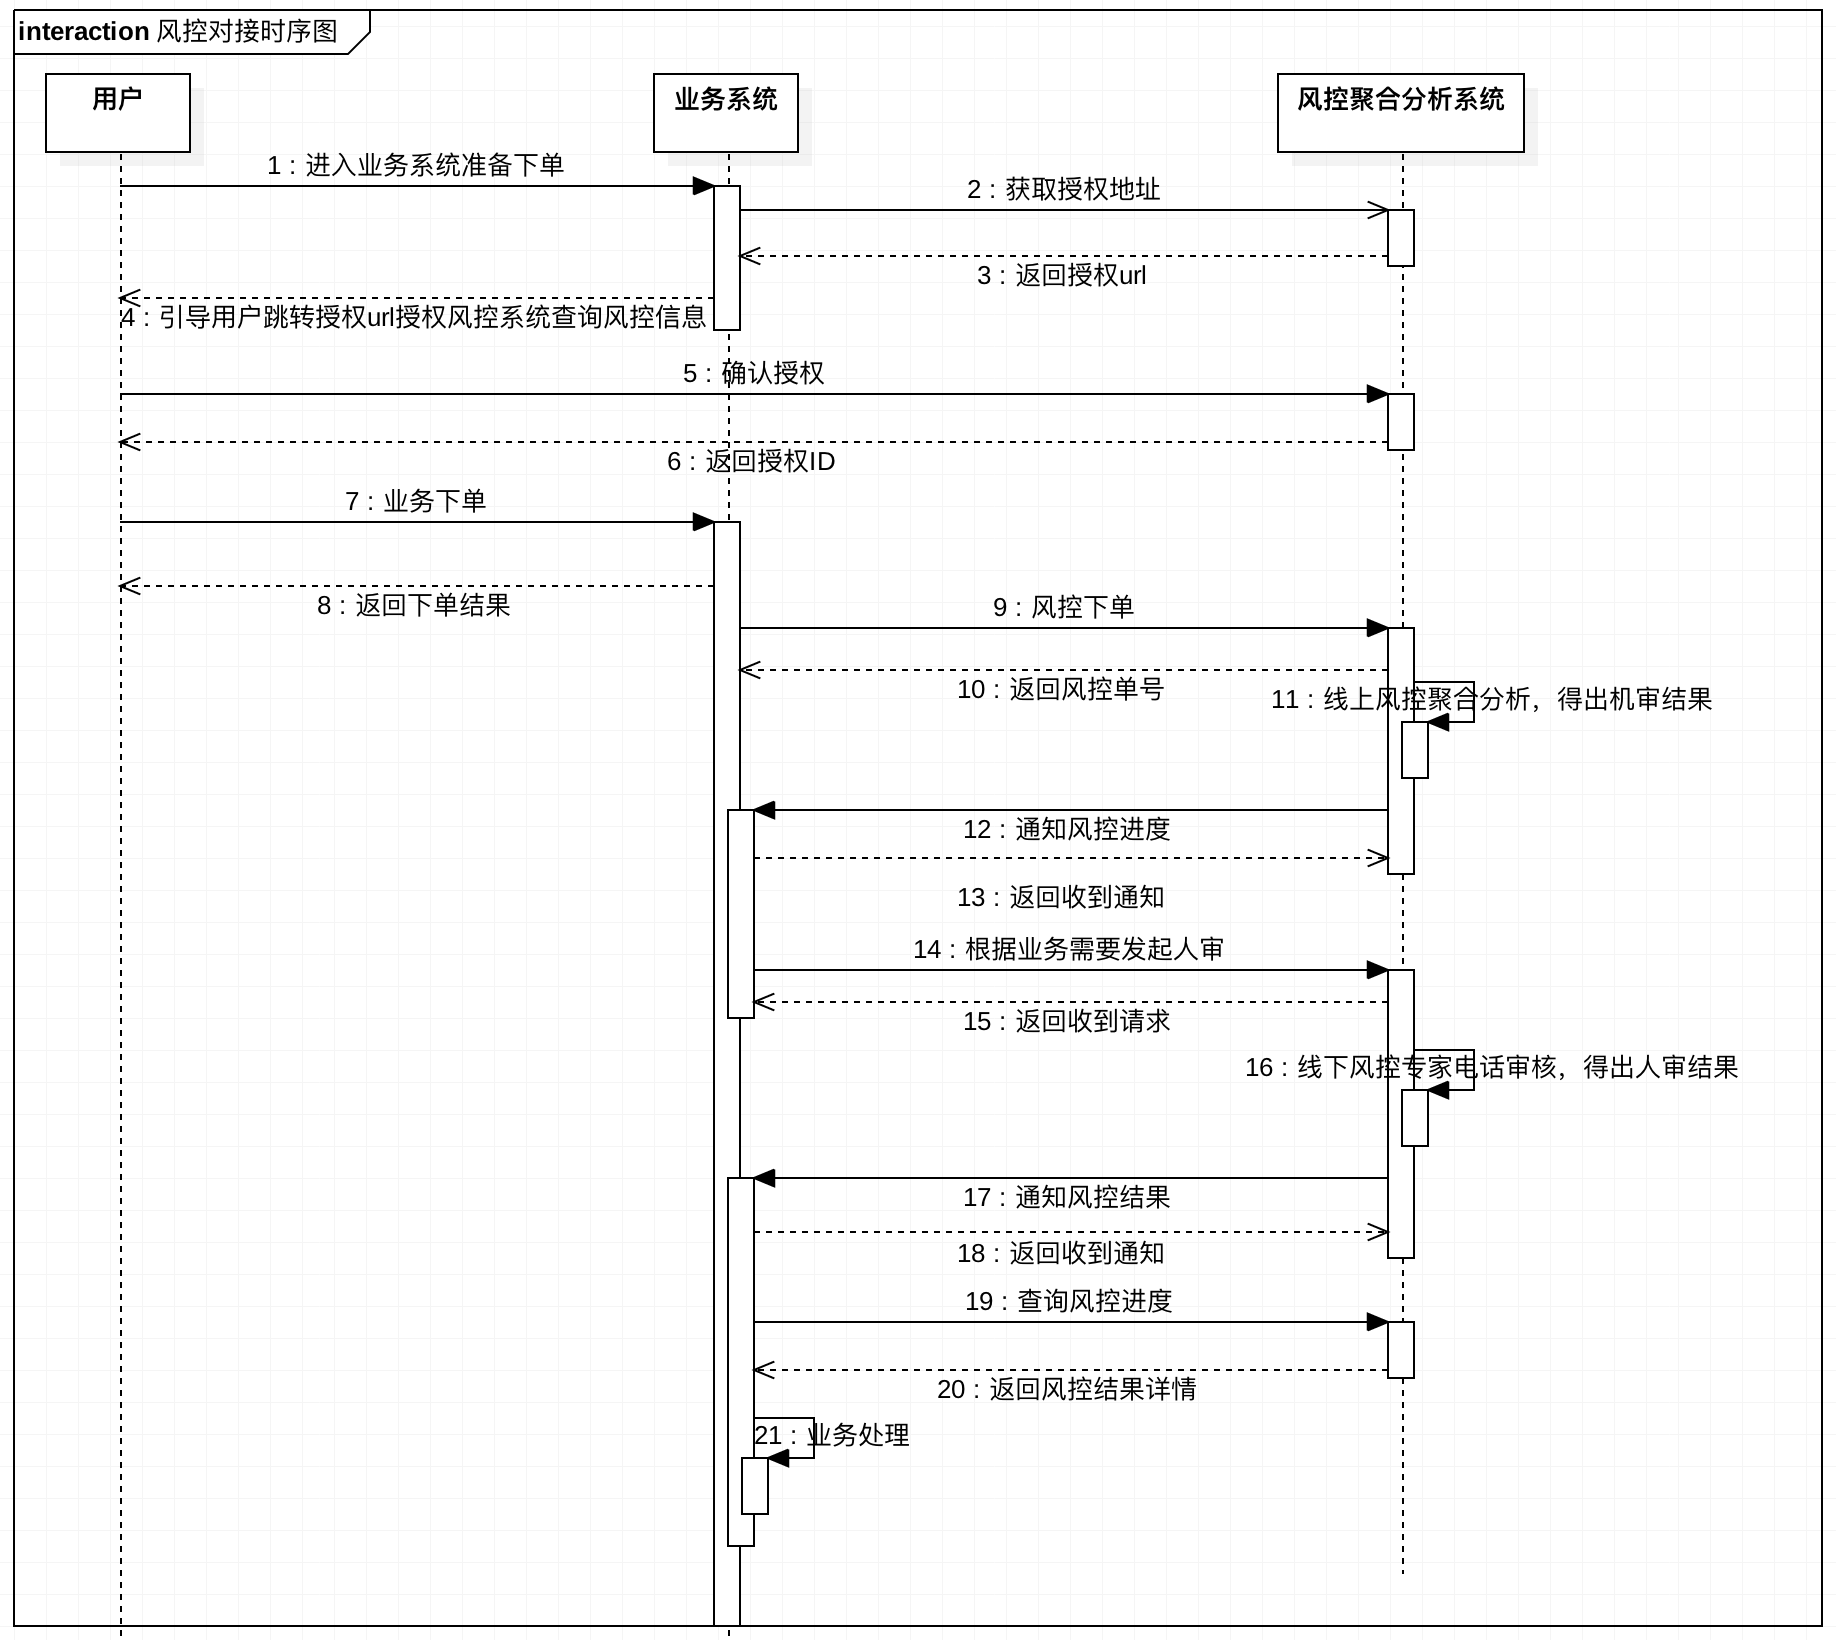 interaction 风控对接时序图
用户
业务系统
风控聚合分析系统
1 : 进入业务系统准备下单
2 : 获取授权地址
3 : 返回授权url
4 : 引导用户跳转授权url授权风控系统查询风控信息
5 : 确认授权
6 : 返回授权ID
7 : 业务下单
8 : 返回下单结果
9 : 风控下单
10 : 返回风控单号
11 : 线上风控聚合分析，得出机审结果
12 : 通知风控进度
13 : 返回收到通知
14 : 根据业务需要发起人审
15 : 返回收到请求
16 : 线下风控专家电话审核，得出人审结果
17 : 通知风控结果
18 : 返回收到通知
19 : 查询风控进度
20 : 返回风控结果详情
21 : 业务处理